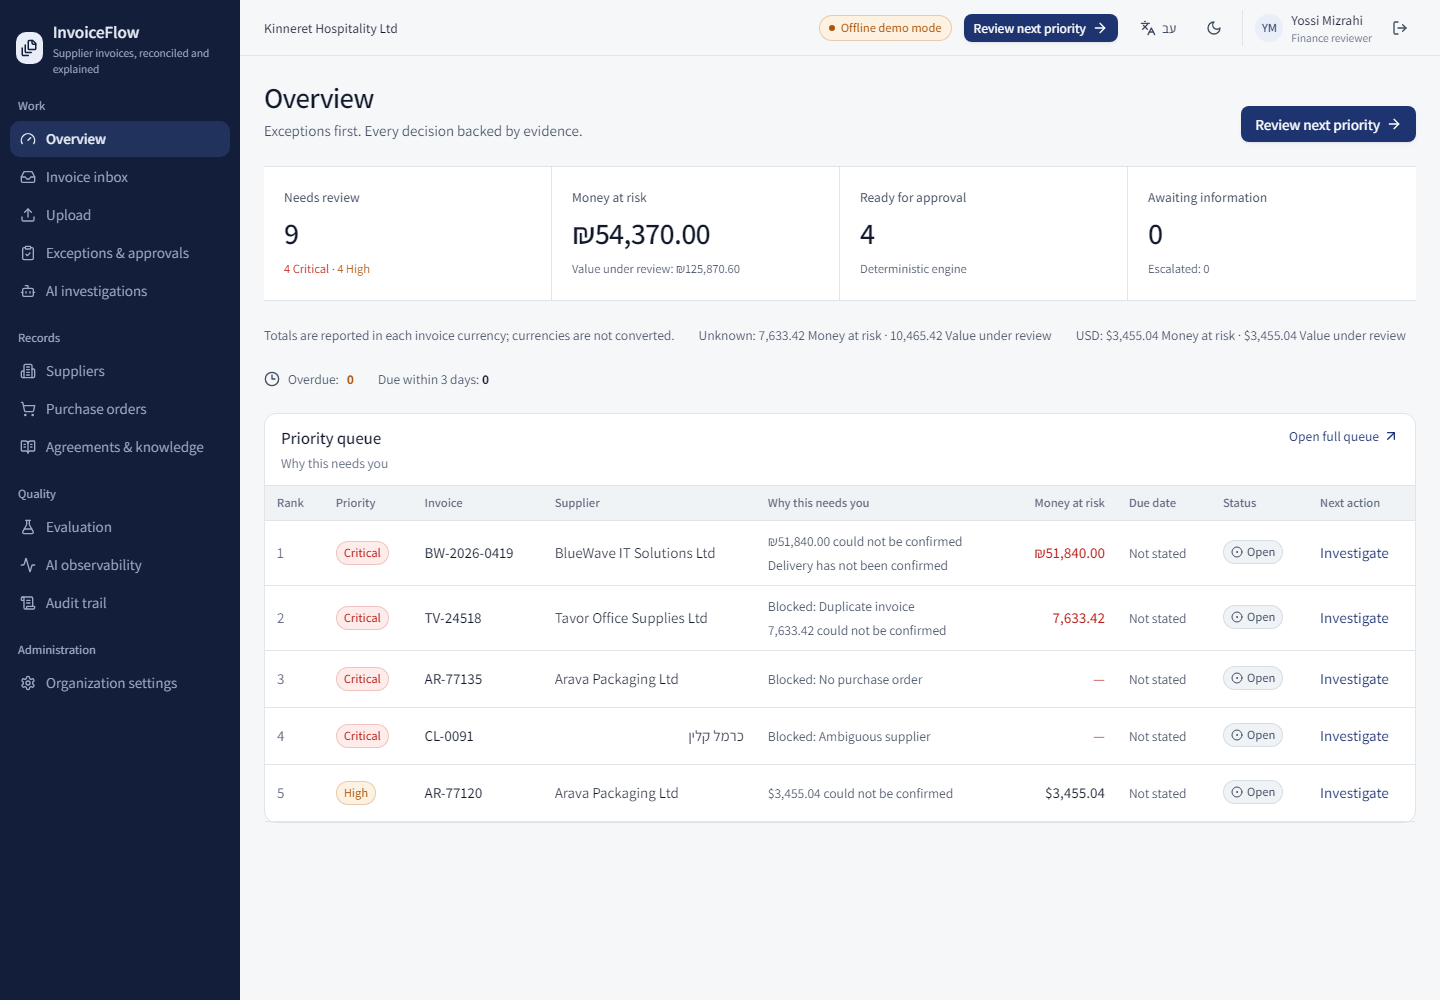 InvoiceFlow
Supplier invoices, reconciled and
explained
Work
Overview
Invoice inbox
Upload
Exceptions & approvals
AI investigations
Records
Suppliers
Purchase orders
Agreements & knowledge
Quality
Evaluation
AI observability
Audit trail
Administration
Organization settings
Kinneret Hospitality Ltd
Offline demo mode
Review next priority
עב
YM
Yossi Mizrahi
Finance reviewer
Overview
Exceptions first. Every decision backed by evidence.
Review next priority
Needs review
9
4 Critical · 4 High
Money at risk
₪54,370.00
Value under review: ₪125,870.60
Ready for approval
4
Deterministic engine
Awaiting information
0
Escalated: 0
Totals are reported in each invoice currency; currencies are not converted. Unknown: 7,633.42 Money at risk · 10,465.42 Value under review USD: $3,455.04 Money at risk · $3,455.04 Value under review
Overdue: 0 Due within 3 days: 0
Priority queue
Why this needs you
Open full queue
Rank Priority Invoice Supplier Why this needs you Money at risk Due date Status Next action
1 Critical BW-2026-0419 BlueWave IT Solutions Ltd ₪51,840.00 could not be confirmed
Delivery has not been confirmed ₪51,840.00 Not stated Open Investigate
2 Critical TV-24518 Tavor Office Supplies Ltd Blocked: Duplicate invoice
7,633.42 could not be confirmed 7,633.42 Not stated Open Investigate
3 Critical AR-77135 Arava Packaging Ltd Blocked: No purchase order — Not stated Open Investigate
4 Critical CL-0091 כרמל קלין Blocked: Ambiguous supplier — Not stated Open Investigate
5 High AR-77120 Arava Packaging Ltd $3,455.04 could not be confirmed $3,455.04 Not stated Open Investigate